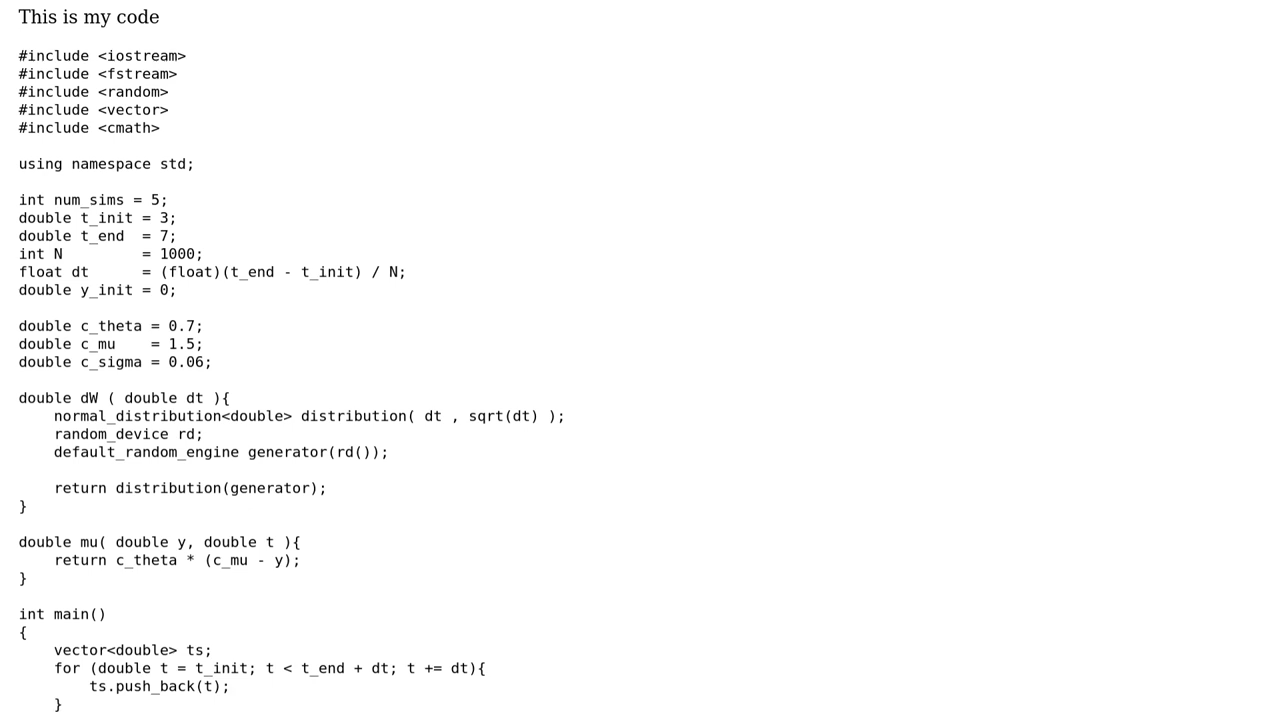 This is my code
#include <iostream>
#include <fstream>
#include <random>
#include <vector>
#include <cmath>
using namespace std;
int num_sims = 5;
double t_init = 3;
double t_end  = 7;
int N         = 1000;
float dt      = (float)(t_end - t_init) / N;
double y_init = 0;
double c_theta = 0.7;
double c_mu    = 1.5;
double c_sigma = 0.06;
double dW ( double dt ){
    normal_distribution<double> distribution( dt , sqrt(dt) );
    random_device rd;
    default_random_engine generator(rd());
    return distribution(generator);
}
double mu( double y, double t ){
    return c_theta * (c_mu - y);
}
int main()
{
    vector<double> ts;
    for (double t = t_init; t < t_end + dt; t += dt){
        ts.push_back(t);
    }